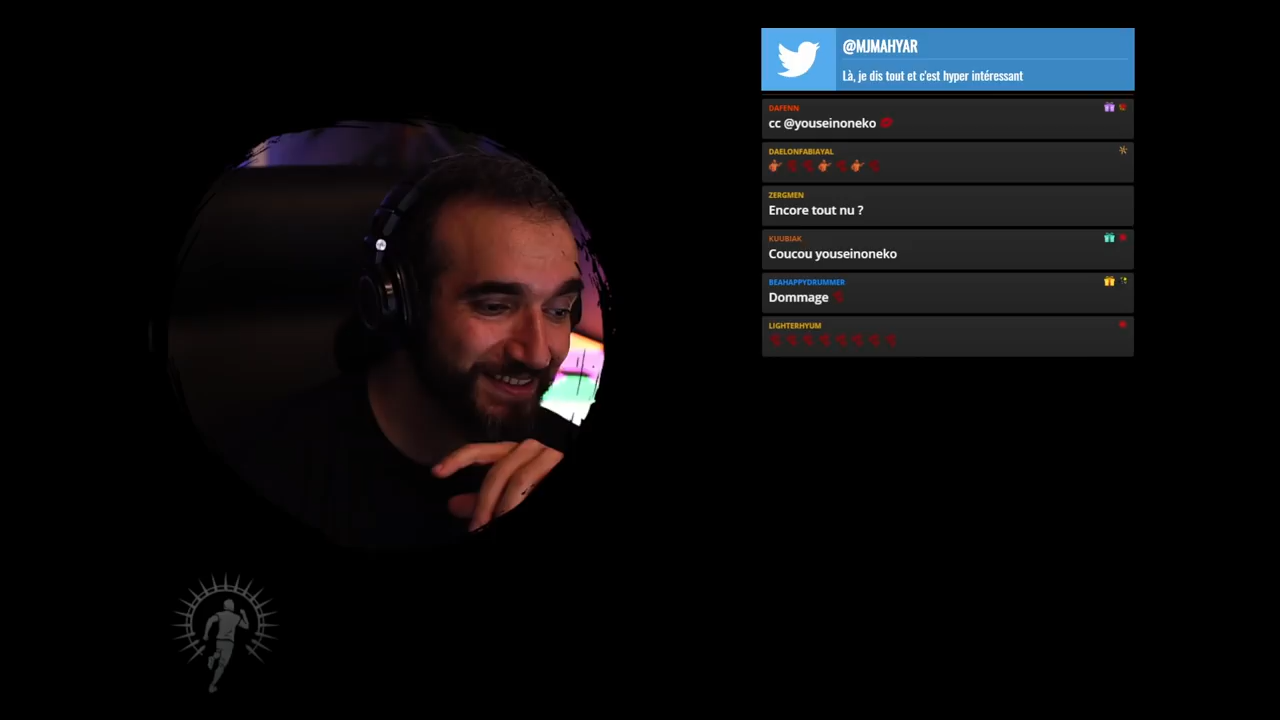 @MJMAHYAR
Là, je dis tout et c'est hyper intéressant
DAFENN
cc @youseinoneko
DAELONFABIAYAL
ZERGMEN
Encore tout nu ?
KUUBIAK
Coucou youseinoneko
BEAHAPPYDRUMMER
Dommage
LIGHTERHYUM